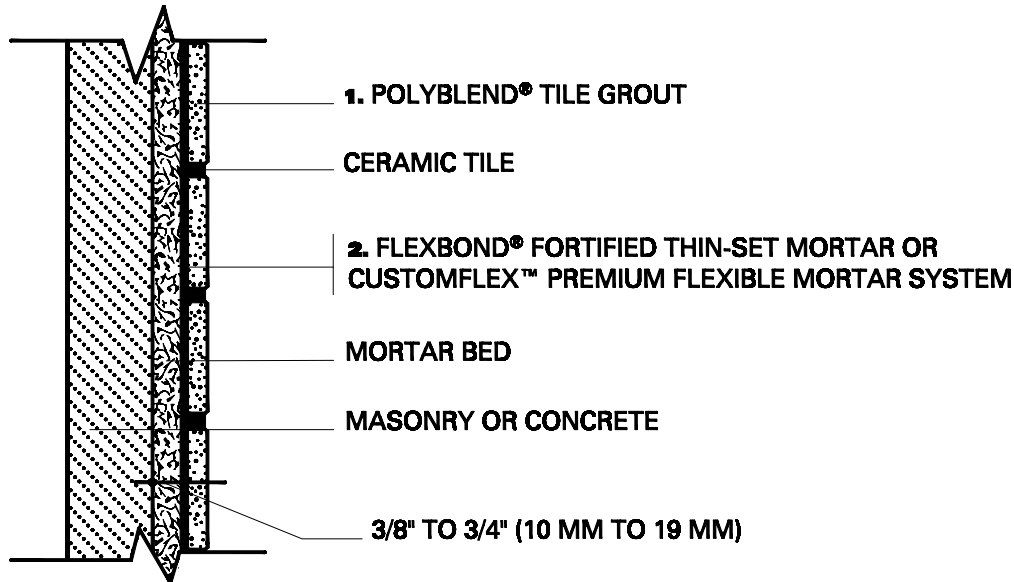 1. POLYBLEND® TILE GROUT
CERAMIC TILE
2. FLEXBOND® FORTIFIED THIN-SET MORTAR OR
CUSTOMFLEX™ PREMIUM FLEXIBLE MORTAR SYSTEM
MORTAR BED
MASONRY OR CONCRETE
3/8" TO 3/4" (10 MM TO 19 MM)